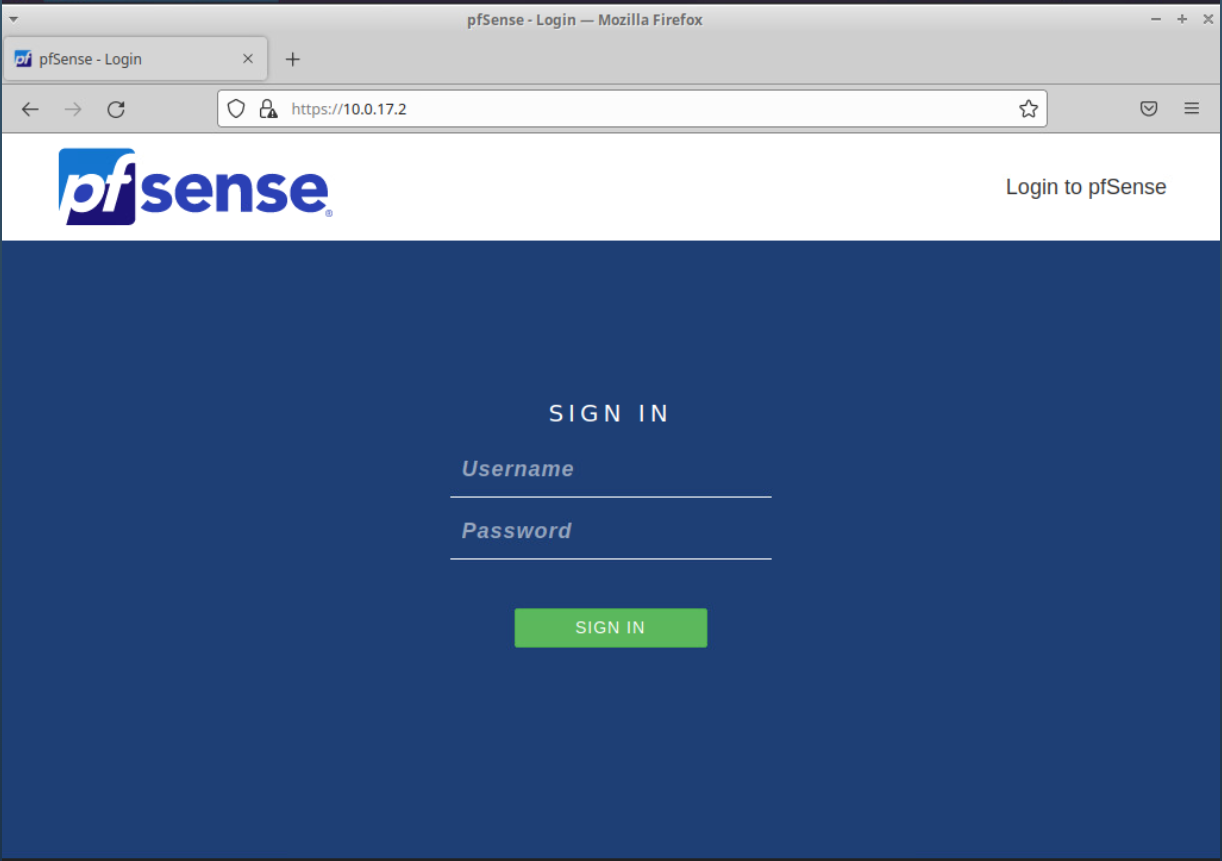 pfSense - Login — Mozilla Firefox
pf pfSense - Login
https://10.0.17.2
pfsense® Login to pfSense
SIGN IN
Username
Password
SIGN IN